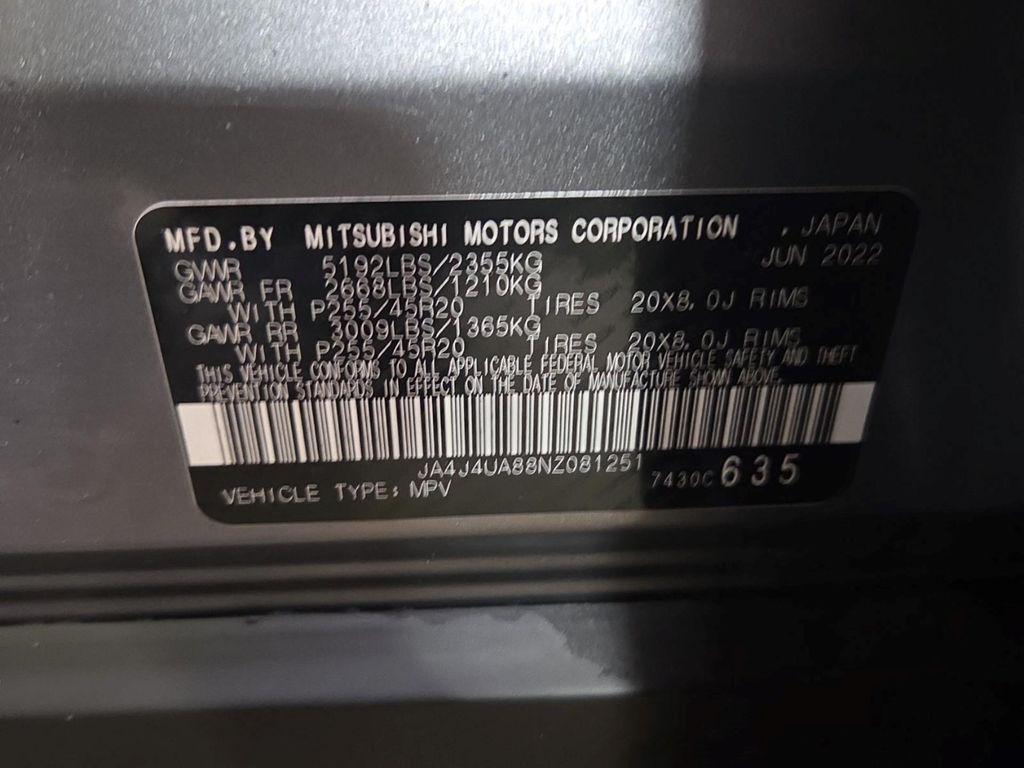 MFD.BY MITSUBISHI MOTORS CORPORATION , JAPAN
GVWR 5192LBS/2355KG JUN 2022
GAWR FR 2668LBS/1210KG
WITH P255/45R20 TIRES 20X8.0J RIMS
GAWR RR 3009LBS/1365KG
WITH P255/45R20 TIRES 20X8.0J RIMS
THIS VEHICLE CONFORMS TO ALL APPLICABLE FEDERAL MOTOR VEHICLE SAFETY AND THEFT
PREVENTION STANDARDS IN EFFECT ON THE DATE OF MANUFACTURE SHOWN ABOVE.
JA4J4UA88NZ081251
VEHICLE TYPE: MPV 7430C 635